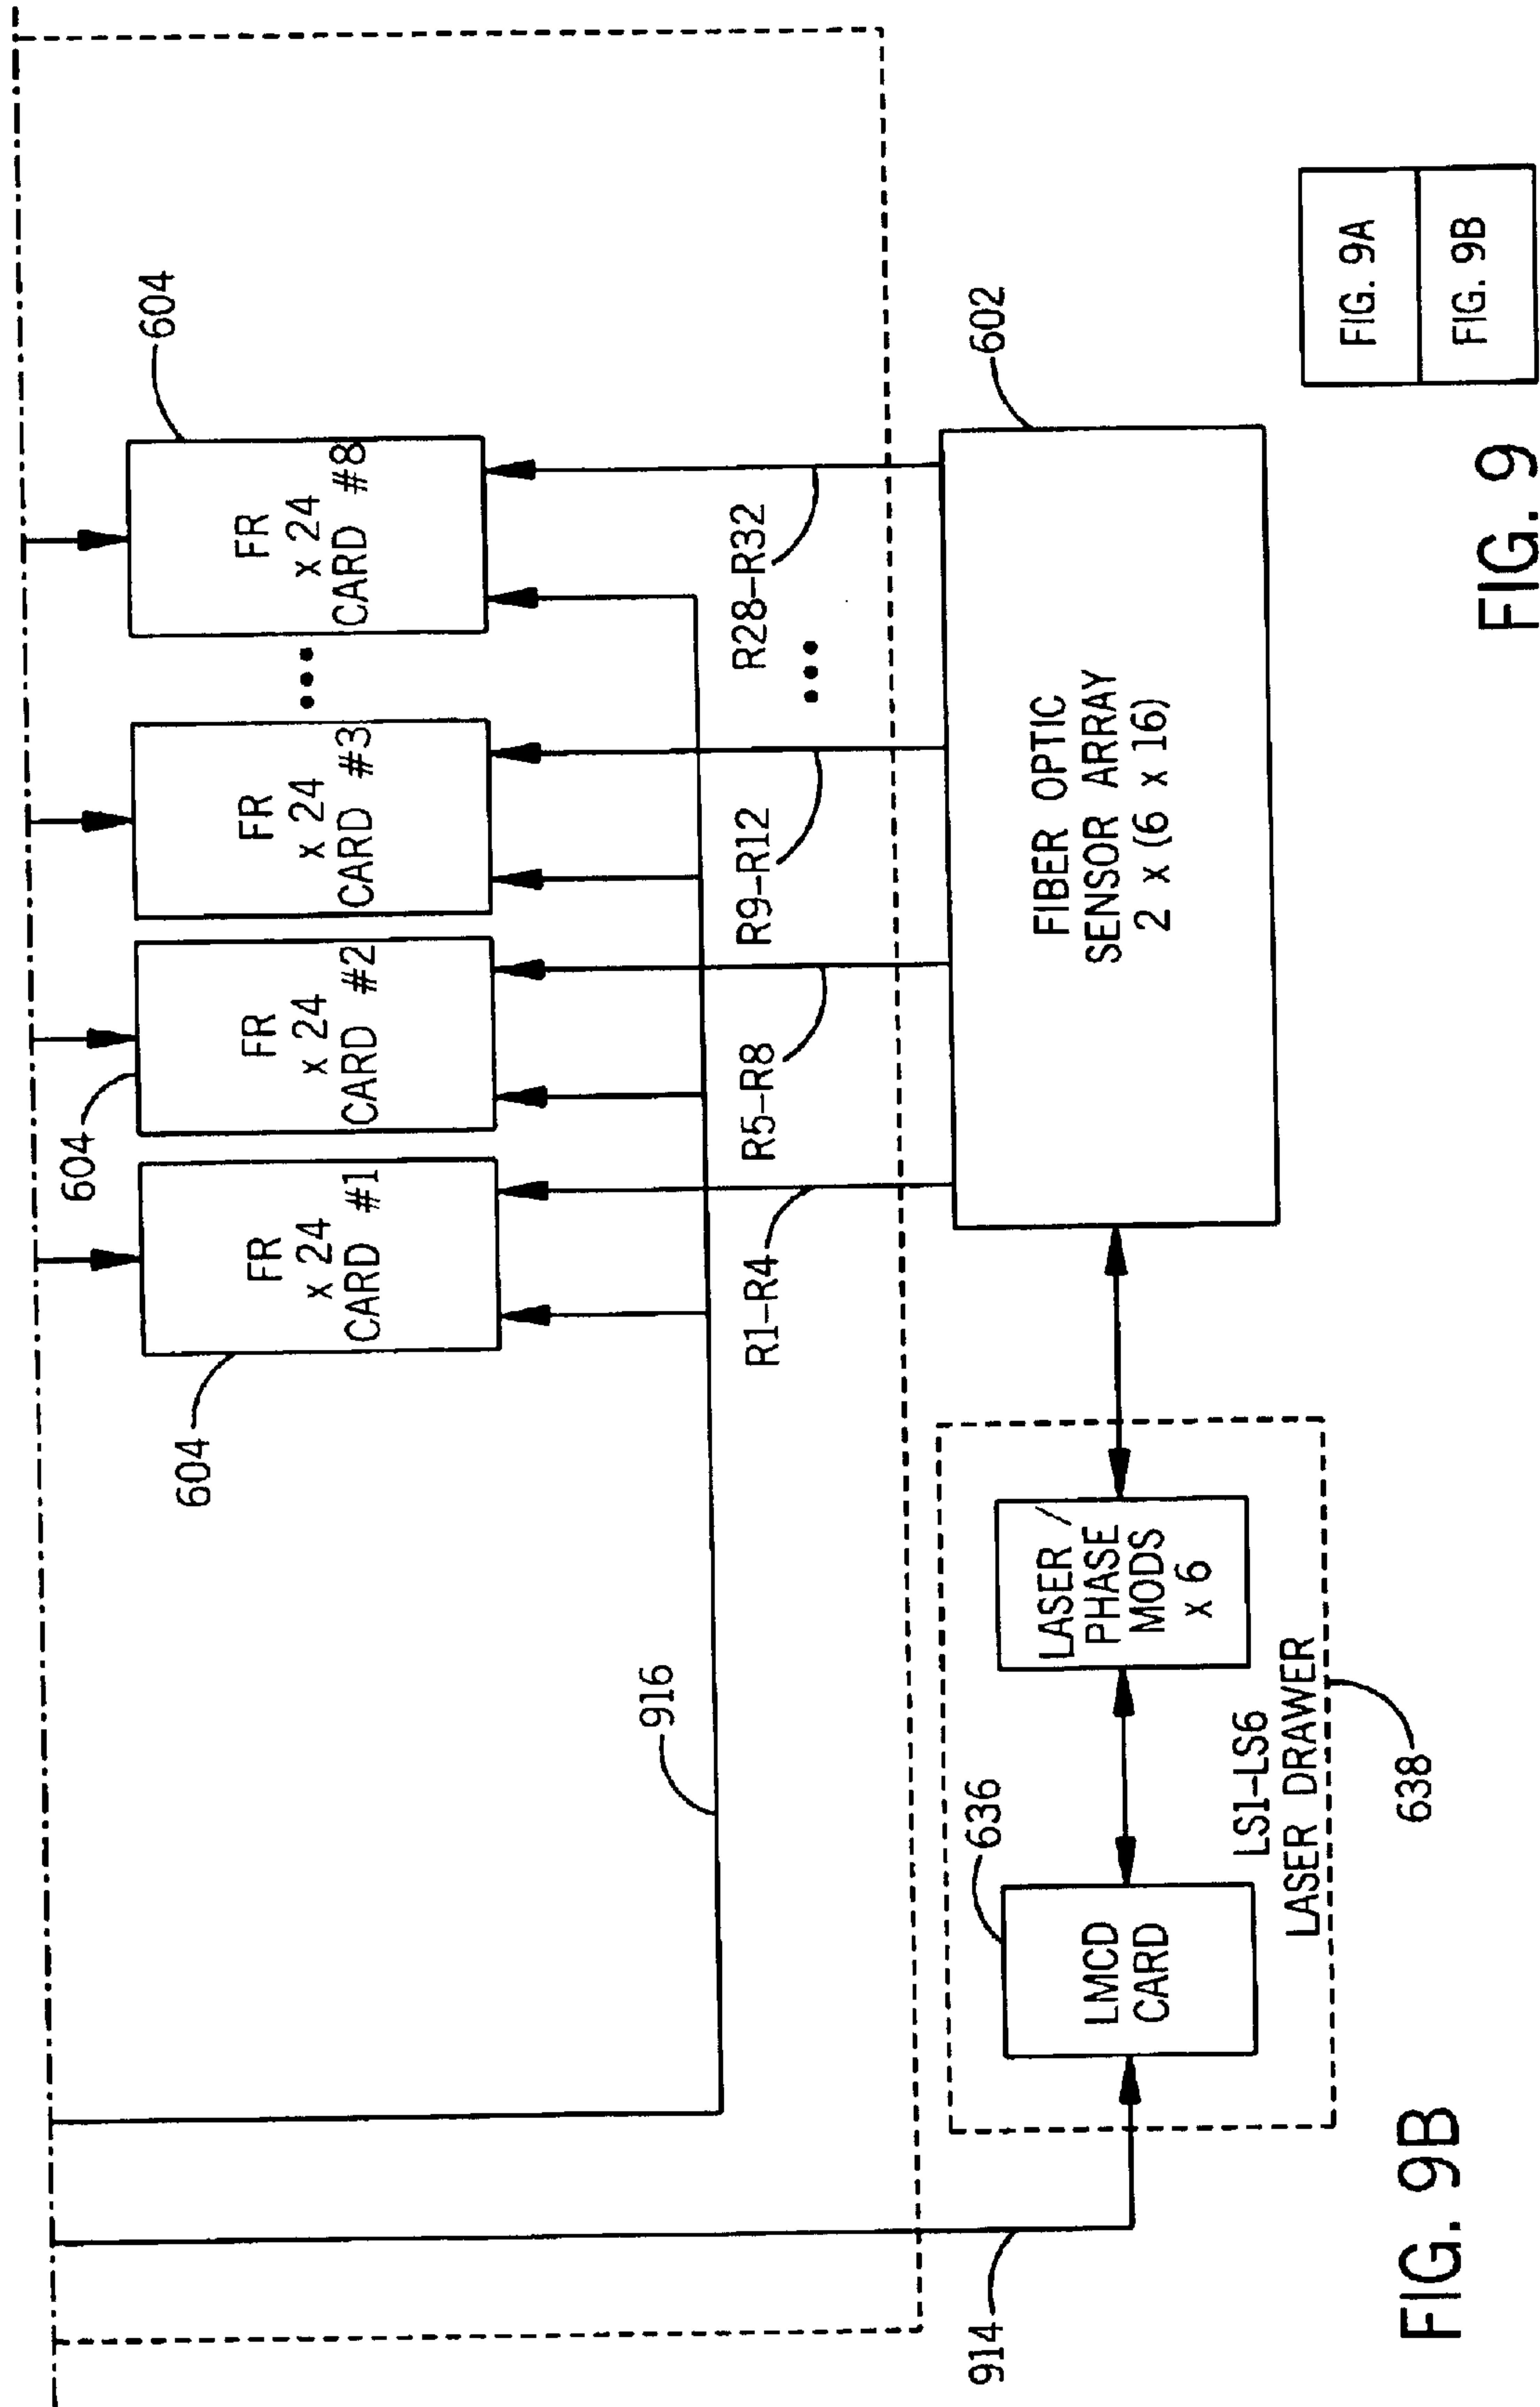 604
604
604
FR
x 24
CARD #1
FR
x 24
CARD #2
FR
x 24
CARD #3
...
FR
x 24
CARD #8
916
R1–R4
R5–R8
R9–R12
...
R28–R32
914
636
LMCD
CARD
LASER /
PHASE
MODS
x 6
LS1–LS6
LASER DRAWER
638
602
FIBER OPTIC
SENSOR ARRAY
2 x (6 x 16)
FIG. 9B
FIG. 9
FIG. 9A
FIG. 9B